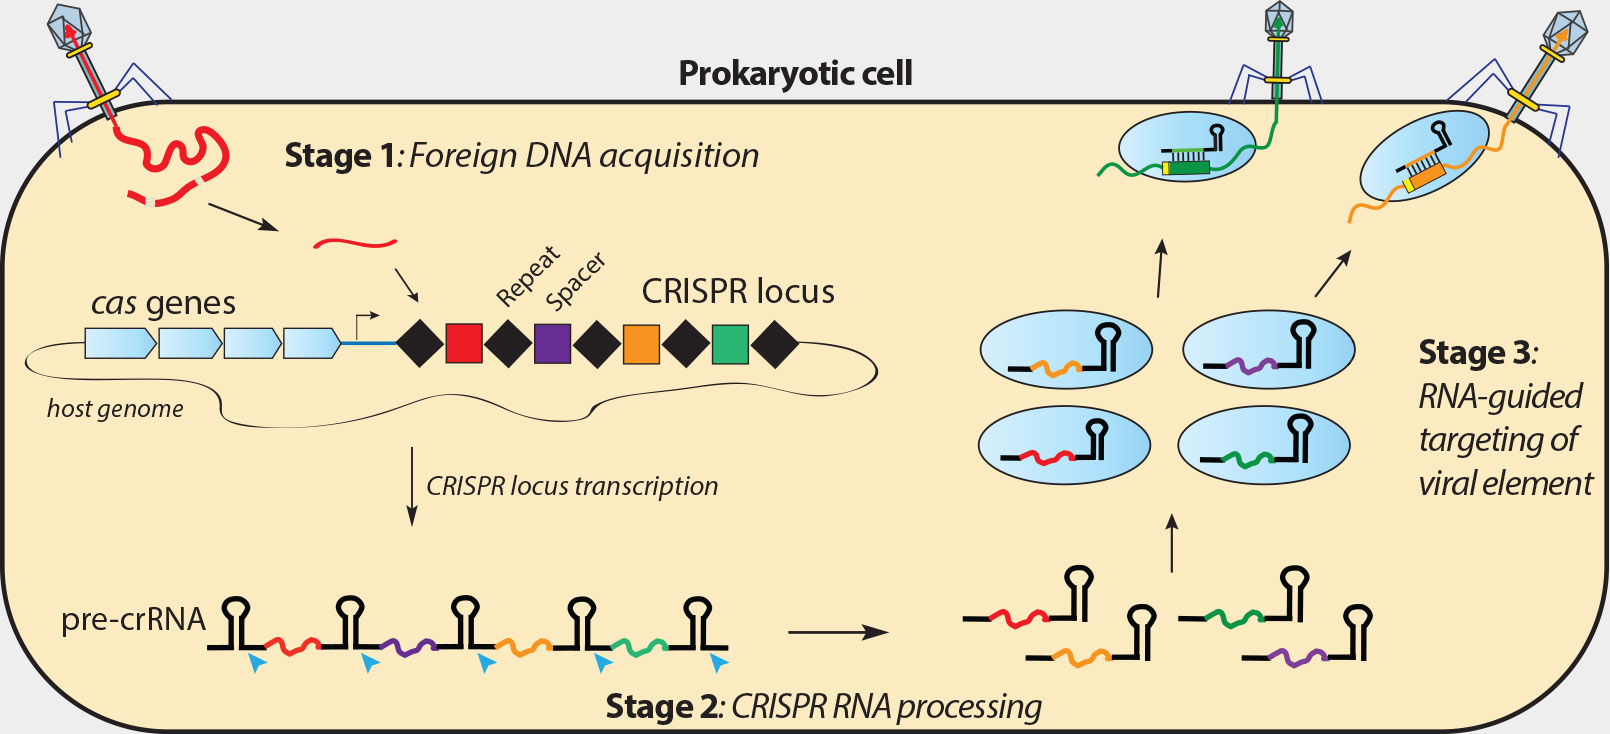 Prokaryotic cell
Stage 1: Foreign DNA acquisition
Repeat
Spacer
CRISPR locus
cas genes
host genome
CRISPR locus transcription
pre-crRNA
Stage 2: CRISPR RNA processing
Stage 3:
RNA-guided
targeting of
viral element